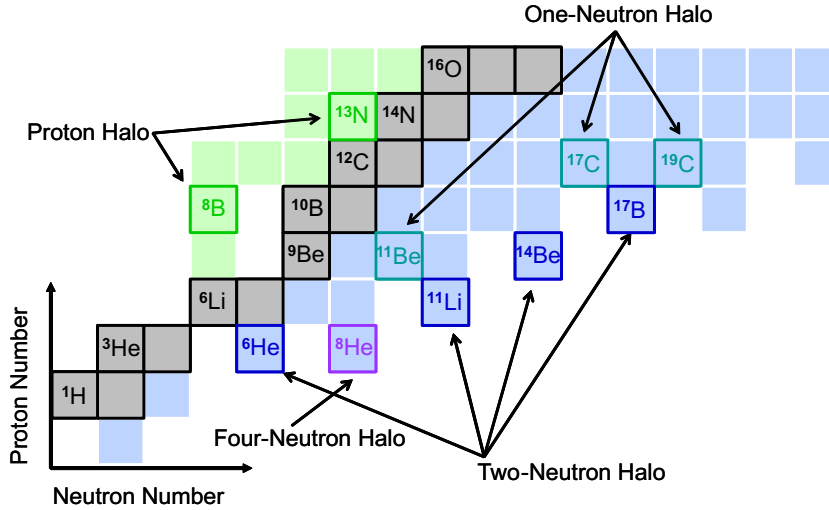 One-Neutron Halo
¹⁶O
Proton Halo
¹³N ¹⁴N
¹²C ¹⁷C ¹⁹C
⁸B ¹⁰B ¹⁷B
⁹Be ¹¹Be ¹⁴Be
⁶Li ¹¹Li
³He ⁶He ⁸He
¹H
Four-Neutron Halo
Two-Neutron Halo
Proton Number
Neutron Number